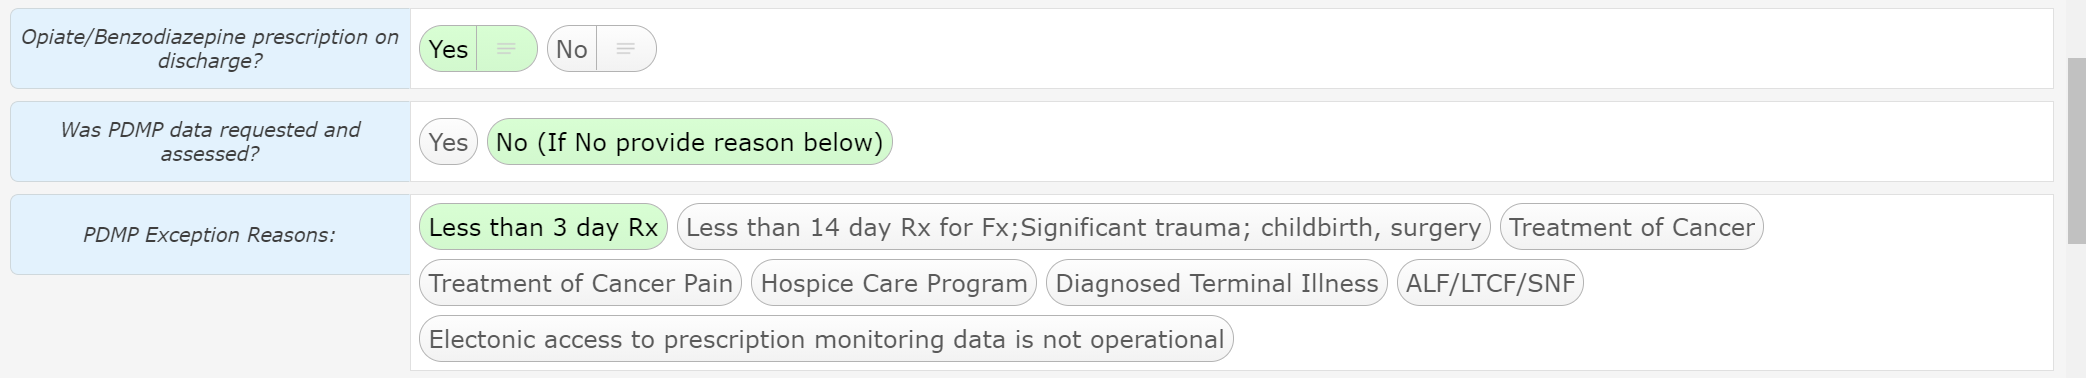 Opiate/Benzodiazepine prescription on
discharge?
Yes No
Was PDMP data requested and
assessed?
Yes No (If No provide reason below)
PDMP Exception Reasons:
Less than 3 day Rx Less than 14 day Rx for Fx;Significant trauma; childbirth, surgery Treatment of Cancer
Treatment of Cancer Pain Hospice Care Program Diagnosed Terminal Illness ALF/LTCF/SNF
Electonic access to prescription monitoring data is not operational